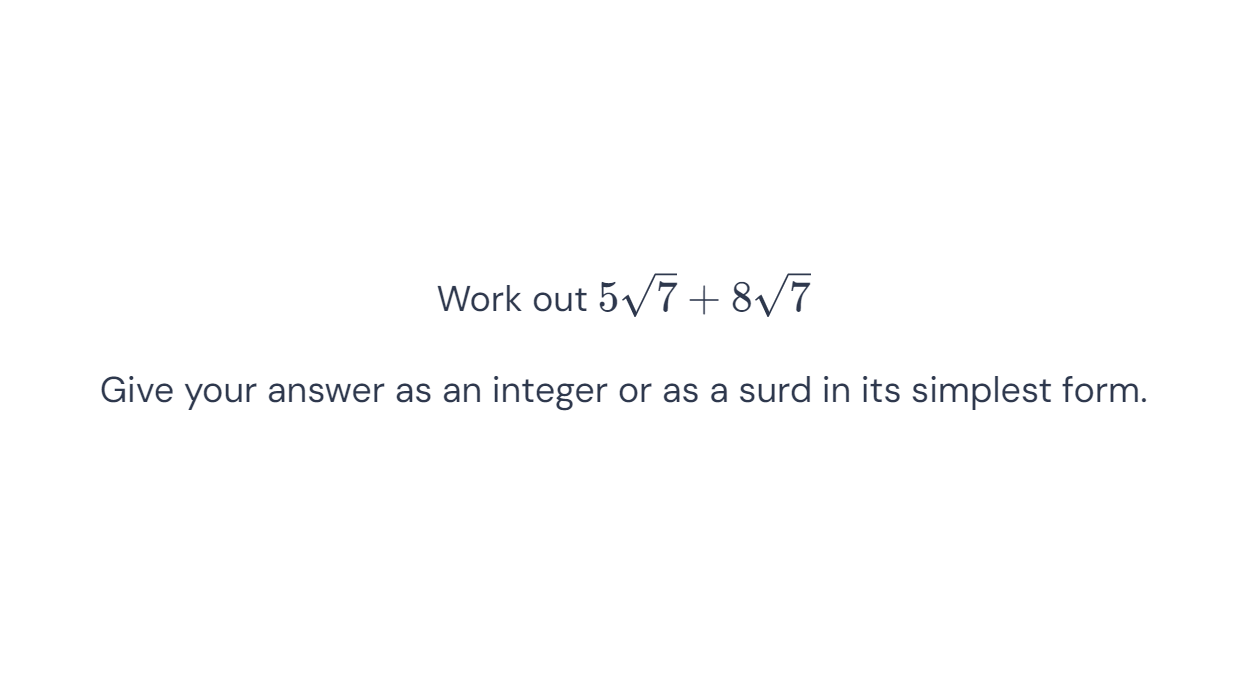 Work out $5\sqrt{7} + 8\sqrt{7}$
Give your answer as an integer or as a surd in its simplest form.